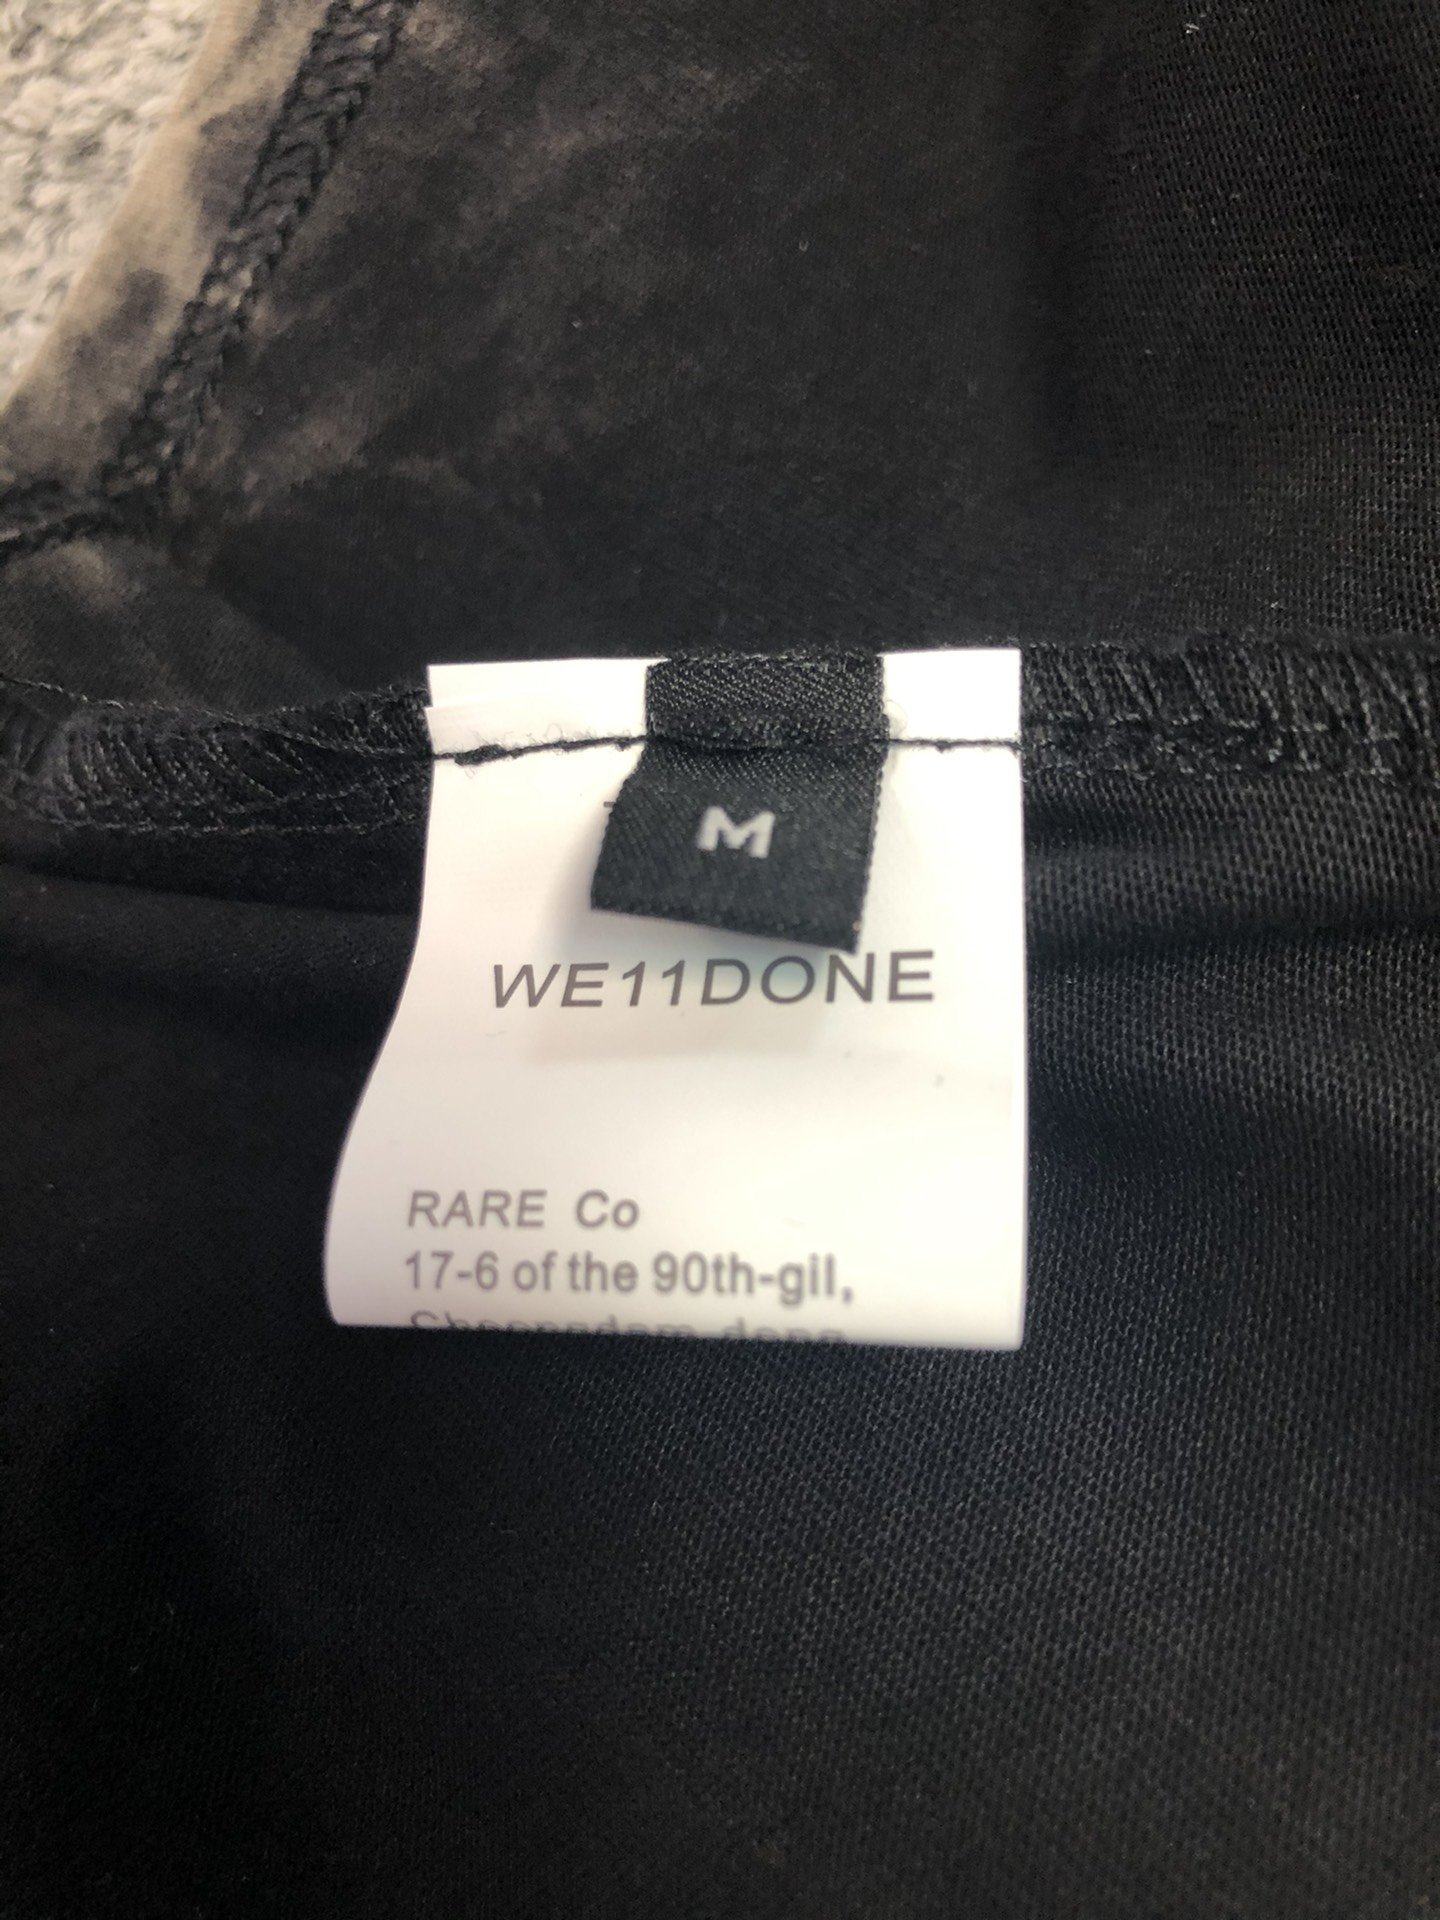 M
WE11DONE
RARE Co
17-6 of the 90th-gil,